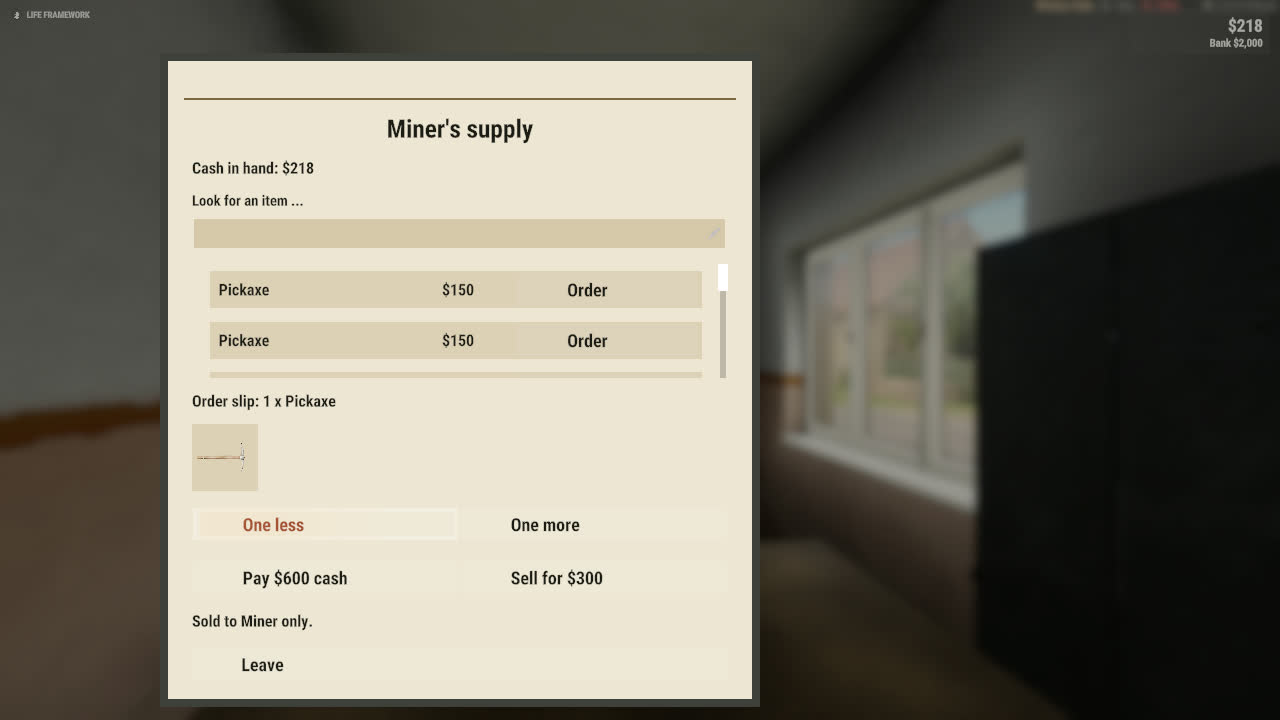 LIFE FRAMEWORK
$218
Bank $2,000
Miner's supply
Cash in hand: $218
Look for an item ...
Pickaxe $150 Order
Pickaxe $150 Order
Order slip: 1 x Pickaxe
One less One more
Pay $600 cash Sell for $300
Sold to Miner only.
Leave